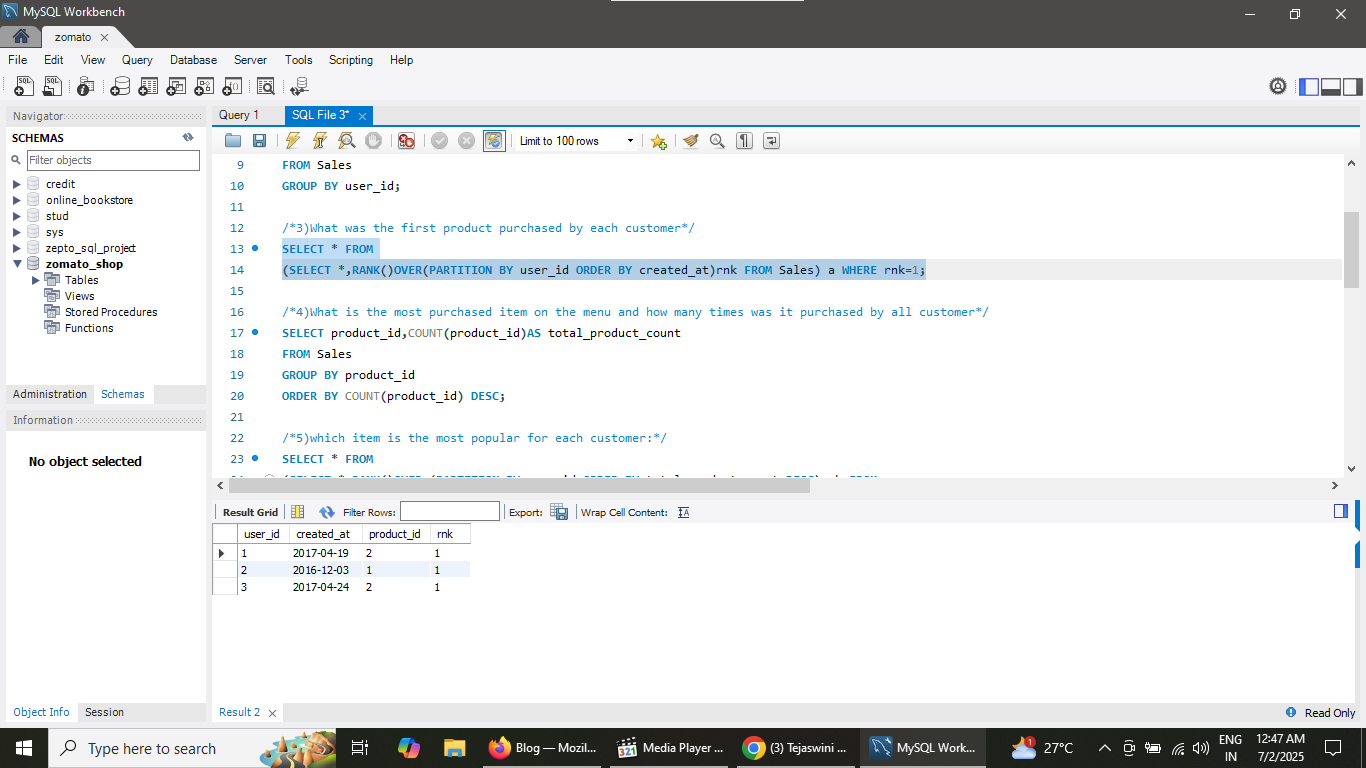 MySQL Workbench
zomato
File Edit View Query Database Server Tools Scripting Help
Navigator
Query 1 SQL File 3*
SCHEMAS
Limit to 100 rows
Filter objects
credit
online_bookstore
stud
sys
zepto_sql_project
zomato_shop
Tables
Views
Stored Procedures
Functions
Administration Schemas
Information
No object selected
9 FROM Sales
10 GROUP BY user_id;
11
12 /*3)What was the first product purchased by each customer*/
13 SELECT * FROM
14 (SELECT *,RANK()OVER(PARTITION BY user_id ORDER BY created_at)rnk FROM Sales) a WHERE rnk=1;
15
16 /*4)What is the most purchased item on the menu and how many times was it purchased by all customer*/
17 SELECT product_id,COUNT(product_id)AS total_product_count
18 FROM Sales
19 GROUP BY product_id
20 ORDER BY COUNT(product_id) DESC;
21
22 /*5)which item is the most popular for each customer:*/
23 SELECT * FROM
Result Grid Filter Rows: Export: Wrap Cell Content:
user_id created_at product_id rnk
1 2017-04-19 2 1
2 2016-12-03 1 1
3 2017-04-24 2 1
Object Info Session
Result 2
Read Only
Type here to search
Blog — Mozil...
Media Player ...
(3) Tejaswini ...
MySQL Work...
1
27°C
ENG
IN
12:47 AM
7/2/2025